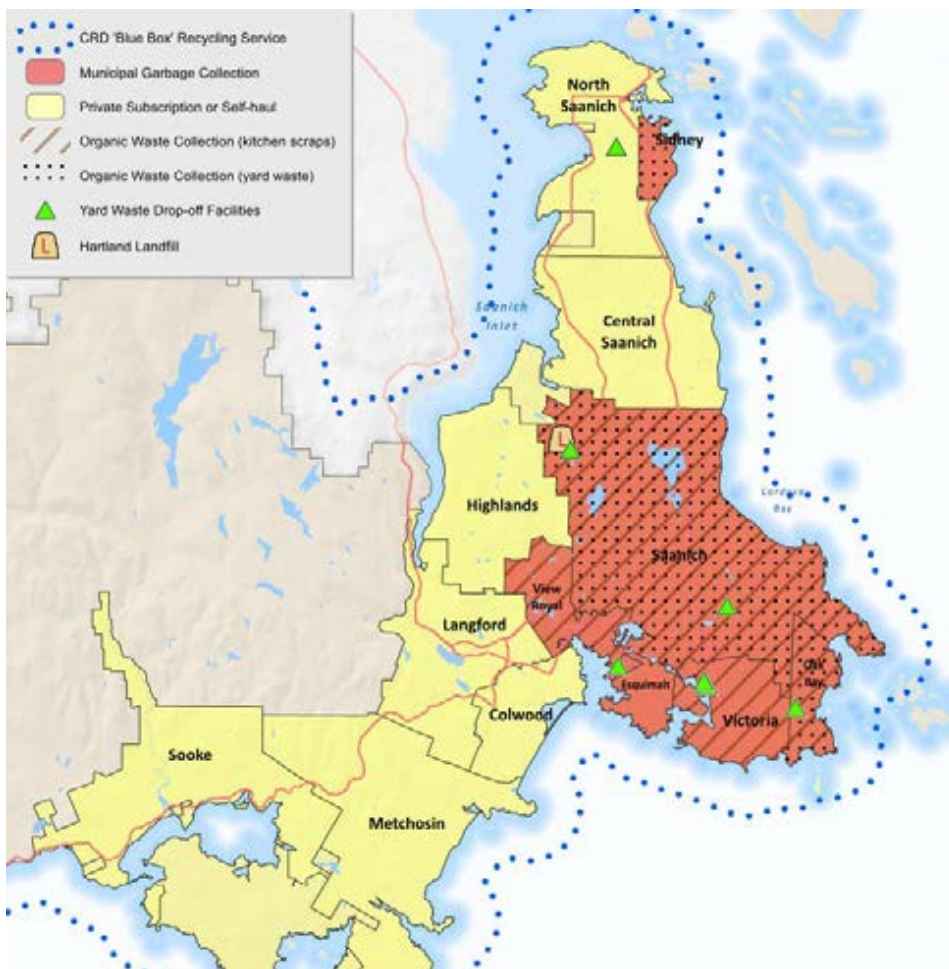 CRD 'Blue Box' Recycling Service
Municipal Garbage Collection
Private Subscription or Self-haul
Organic Waste Collection (kitchen scraps)
Organic Waste Collection (yard waste)
Yard Waste Drop-off Facilities
L
Hartland Landfill
North
Saanich
Sidney
Saanich
Inlet
Central
Saanich
L
Highlands
Cordova
Bay
Saanich
View
Royal
Langford
Oak
Bay
Esquimalt
Colwood
Victoria
Sooke
Metchosin